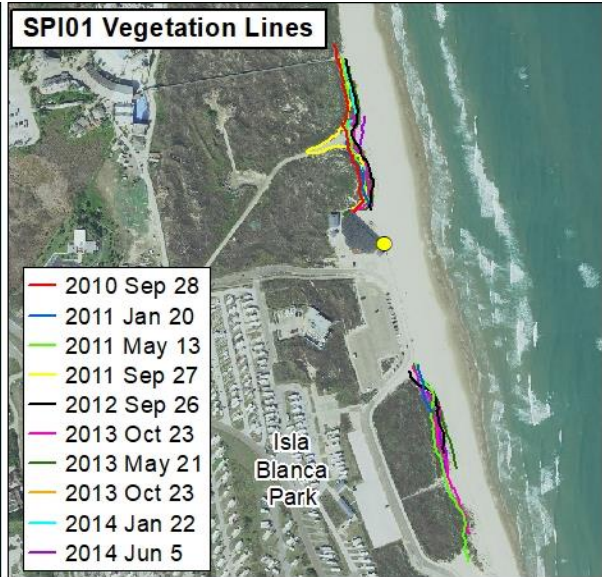 SPI01 Vegetation Lines
2010 Sep 28
2011 Jan 20
2011 May 13
2011 Sep 27
2012 Sep 26
2013 Oct 23
2013 May 21
2013 Oct 23
2014 Jan 22
2014 Jun 5
Isla
Blanca
Park